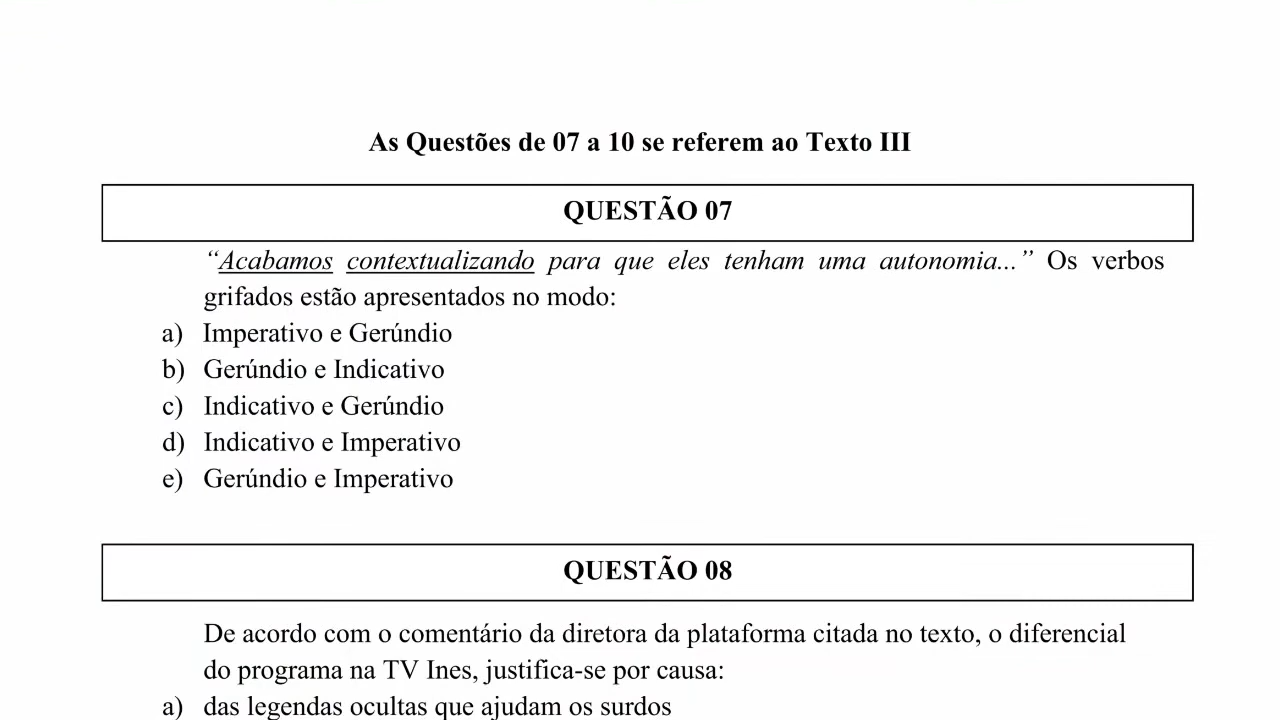 As Questões de 07 a 10 se referem ao Texto III
QUESTÃO 07
“Acabamos contextualizando para que eles tenham uma autonomia...” Os verbos
grifados estão apresentados no modo:
a) Imperativo e Gerúndio
b) Gerúndio e Indicativo
c) Indicativo e Gerúndio
d) Indicativo e Imperativo
e) Gerúndio e Imperativo
QUESTÃO 08
De acordo com o comentário da diretora da plataforma citada no texto, o diferencial
do programa na TV Ines, justifica-se por causa:
a) das legendas ocultas que ajudam os surdos